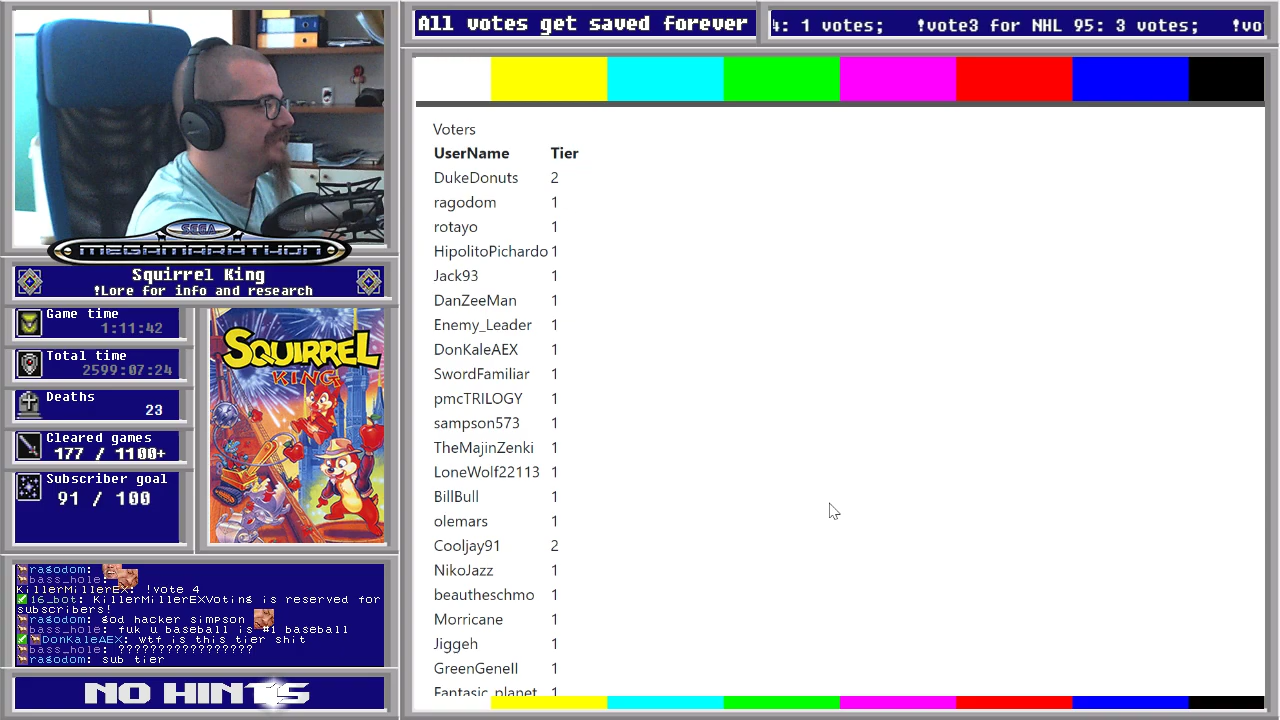 All votes get saved forever
4: 1 votes; !vote3 for NHL 95: 3 votes; !vo
SEGA
MEGAMARATHON
Squirrel King
!Lore for info and research
Game time
1:11:42
Total time
2599:07:24
Deaths
23
Cleared games
177 / 1100+
Subscriber goal
91 / 100
SQUIRREL
KING
ragodom:
bass_hole:
KillerMillerEX: !vote 4
16_bot: KillerMillerEXVoting is reserved for
subscribers!
ragodom: god hacker simpson
bass_hole: fuk u baseball is #1 baseball
DonKaleAEX: wtf is this tier shit
bass_hole: ?????????????????
ragodom: sub tier
NO HINTS
Voters
UserName Tier
DukeDonuts 2
ragodom 1
rotayo 1
HipolitoPichardo 1
Jack93 1
DanZeeMan 1
Enemy_Leader 1
DonKaleAEX 1
SwordFamiliar 1
pmcTRILOGY 1
sampson573 1
TheMajinZenki 1
LoneWolf22113 1
BillBull 1
olemars 1
Cooljay91 2
NikoJazz 1
beautheschmo 1
Morricane 1
Jiggeh 1
GreenGenell 1
Fantasic_planet 1